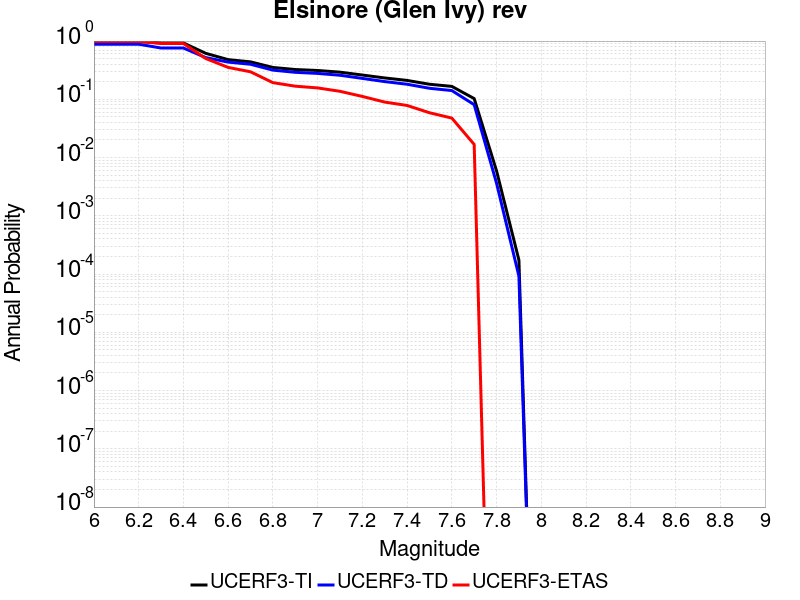 Elsinore (Glen Ivy) rev
10^0
10^-1
10^-2
10^-3
10^-4
10^-5
10^-6
10^-7
10^-8
Annual Probability
6 6.2 6.4 6.6 6.8 7 7.2 7.4 7.6 7.8 8 8.2 8.4 8.6 8.8 9
Magnitude
UCERF3-TI UCERF3-TD UCERF3-ETAS